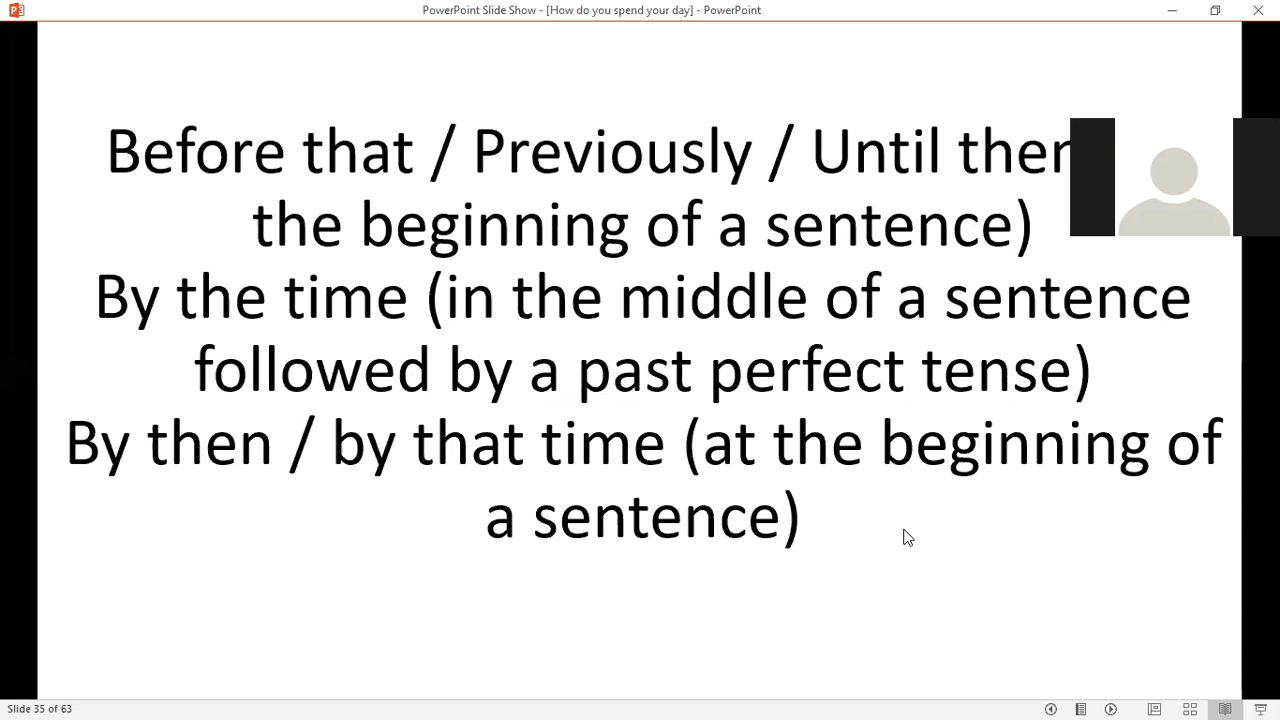 PowerPoint Slide Show - [How do you spend your day] - PowerPoint
Before that / Previously / Until
the beginning of a sentence)
By the time (in the middle of a sentence
followed by a past perfect tense)
By then / by that time (at the beginning of
a sentence)
Slide 35 of 63